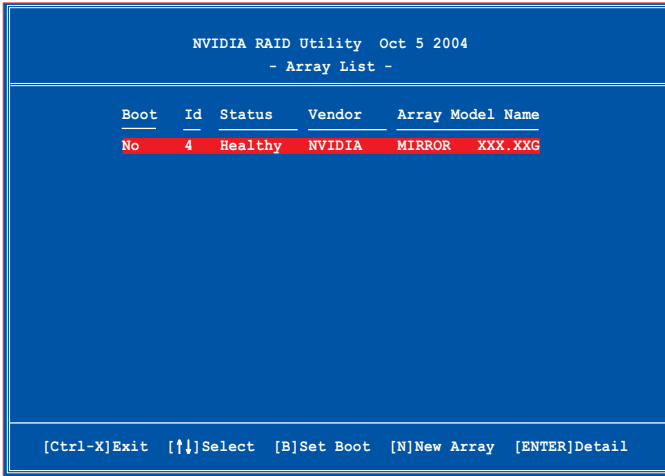 NVIDIA RAID Utility  Oct 5 2004
- Array List -
Boot  Id  Status  Vendor  Array Model Name
No  4  Healthy  NVIDIA  MIRROR  XXX.XXG
[Ctrl-X]Exit  [↑↓]Select  [B]Set Boot  [N]New Array  [ENTER]Detail